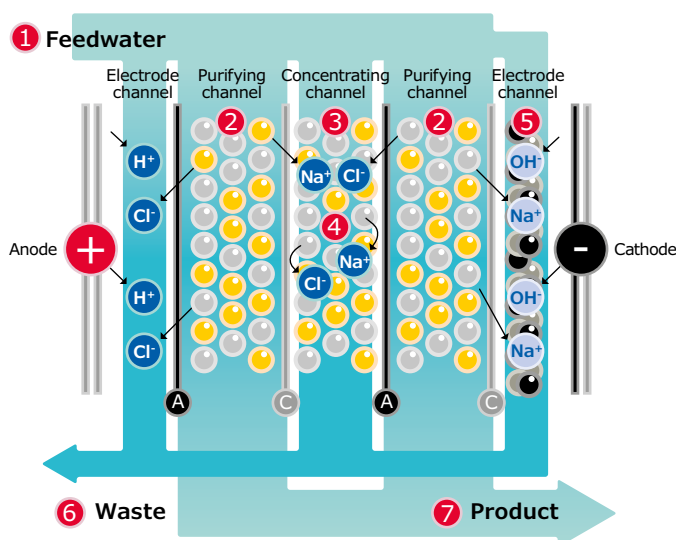 1 Feedwater
Electrode channel
Purifying channel
Concentrating channel
Purifying channel
Electrode channel
2
3
2
5
H⁺
Na⁺
Cl⁻
OH⁻
Cl⁻
Na⁺
4
Anode
+
-
Cathode
Na⁺
Cl⁻
H⁺
OH⁻
Cl⁻
Na⁺
A
C
A
C
6 Waste
7 Product